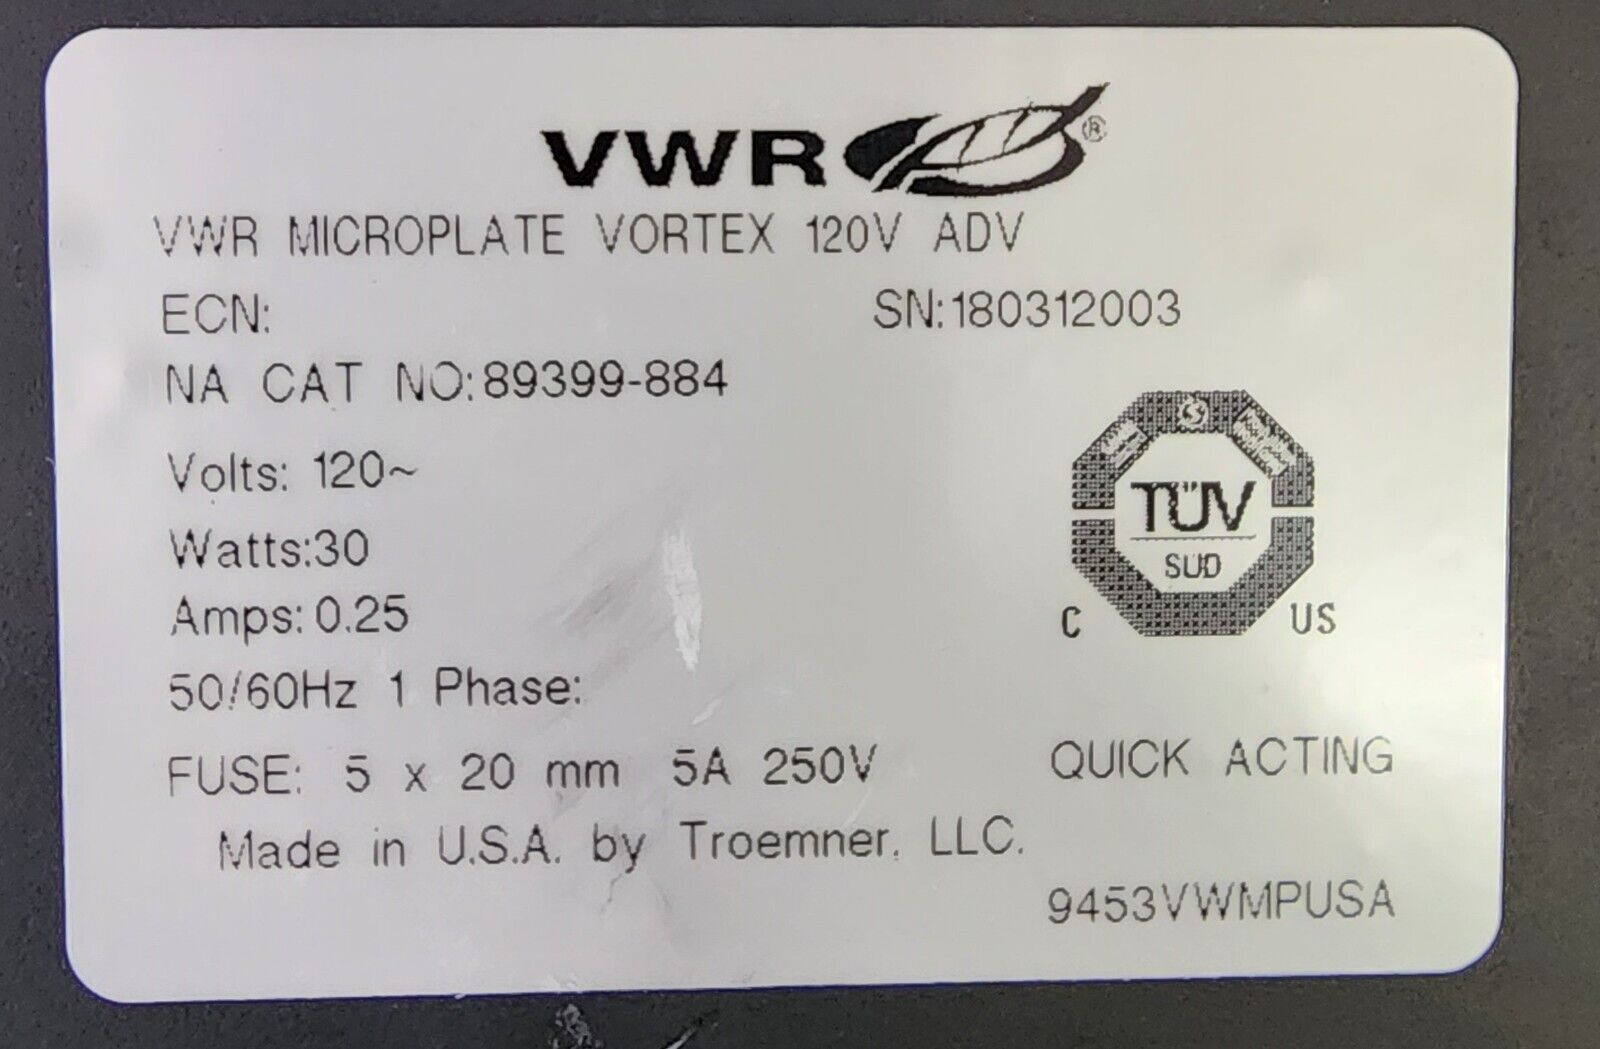 VWR ®
VWR MICROPLATE VORTEX 120V ADV
ECN: SN:180312003
NA CAT NO:89399-884
Volts: 120~
Watts:30
Amps: 0.25
TÜV
SUD
C US
50/60Hz 1 Phase:
FUSE: 5 x 20 mm 5A 250V QUICK ACTING
Made in U.S.A. by Troemner, LLC.
9453VWMPUSA